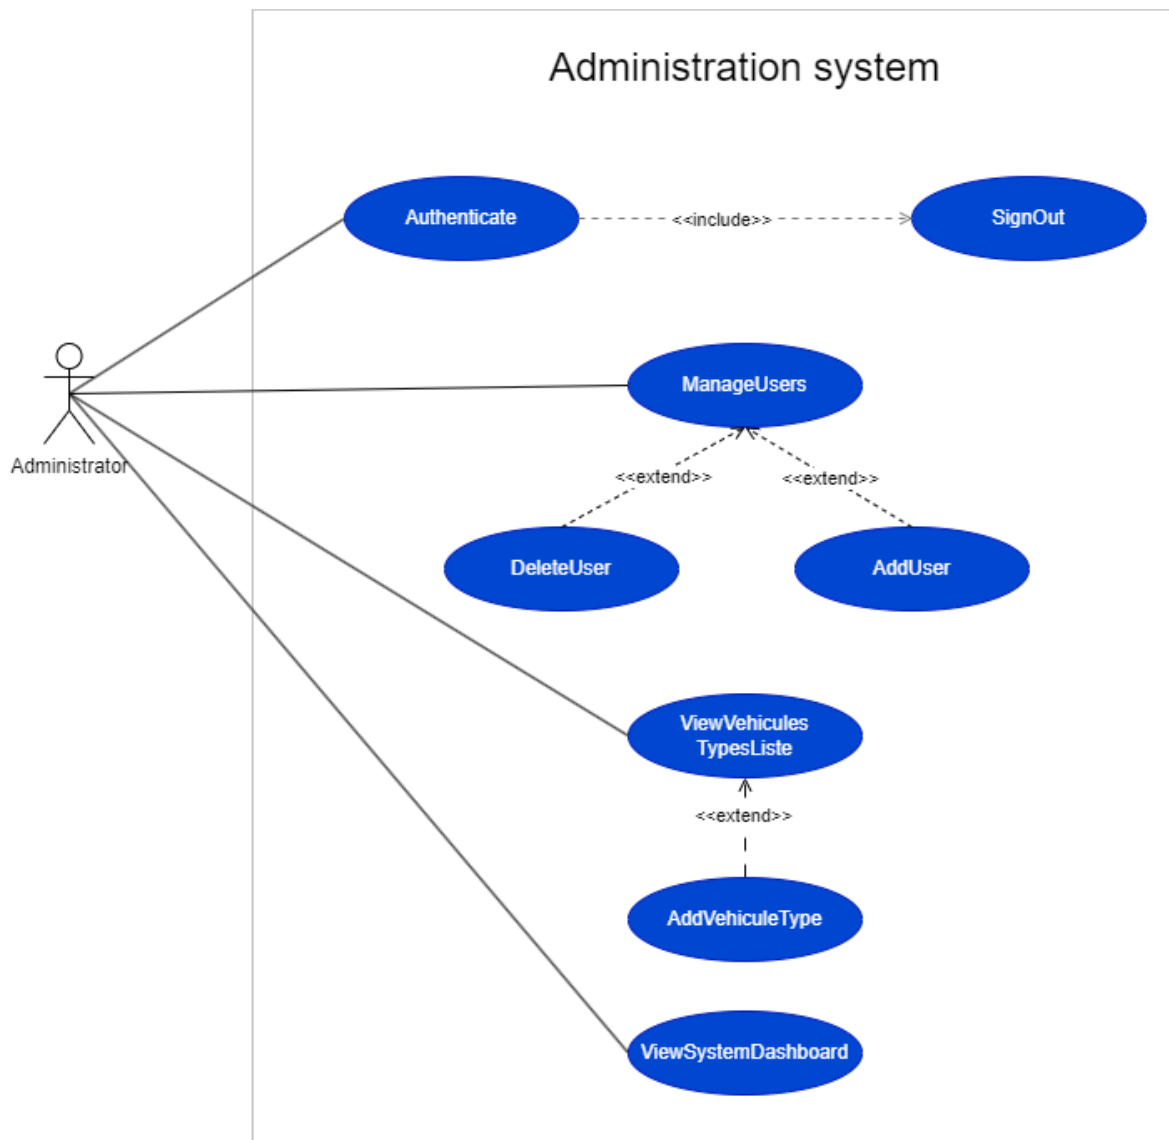 Administration system
Authenticate
<<include>>
SignOut
ManageUsers
Administrator
<<extend>>
<<extend>>
DeleteUser
AddUser
ViewVehicules
TypesListe
<<extend>>
AddVehiculeType
ViewSystemDashboard